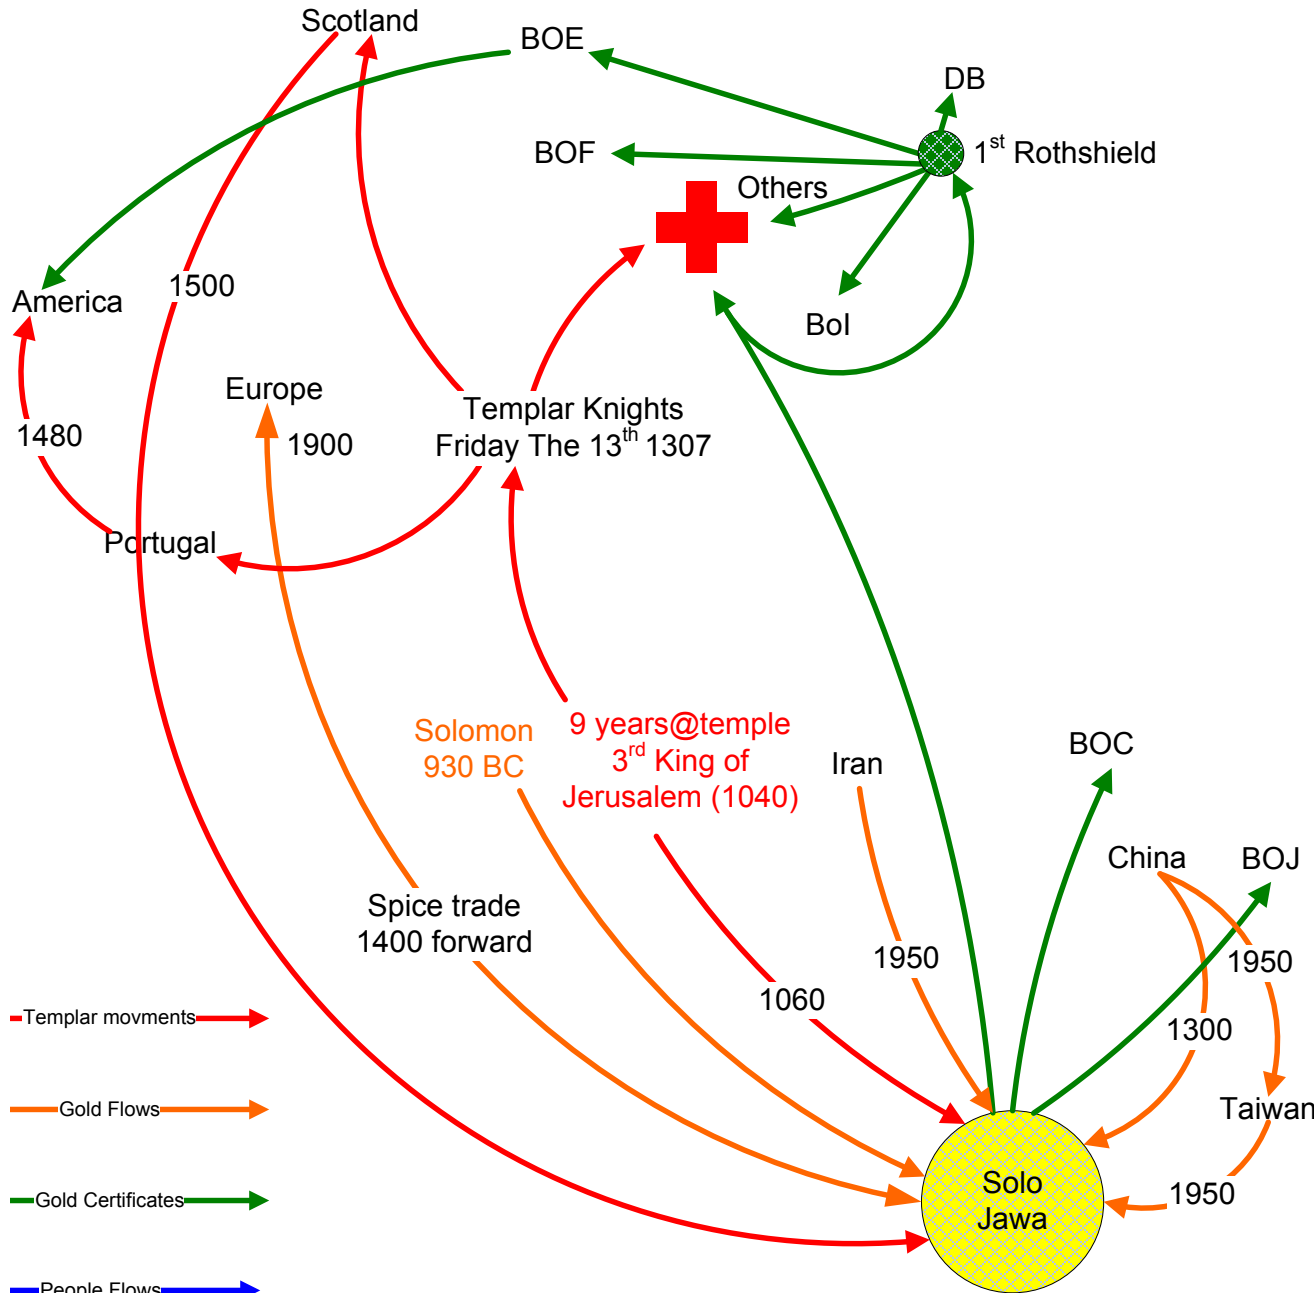 Scotland
BOE
DB
1st Rothshield
BOF
Others
1500
America
BoI
Europe
1900
1480
Templar Knights
Friday The 13th 1307
Portugal
Solomon
930 BC
9 years@temple
3rd King of
Jerusalem (1040)
Iran
BOC
China
BOJ
Spice trade
1400 forward
1950
1950
1060
1300
Templar movments
Gold Flows
Taiwan
Gold Certificates
Solo
Jawa
1950
People Flows